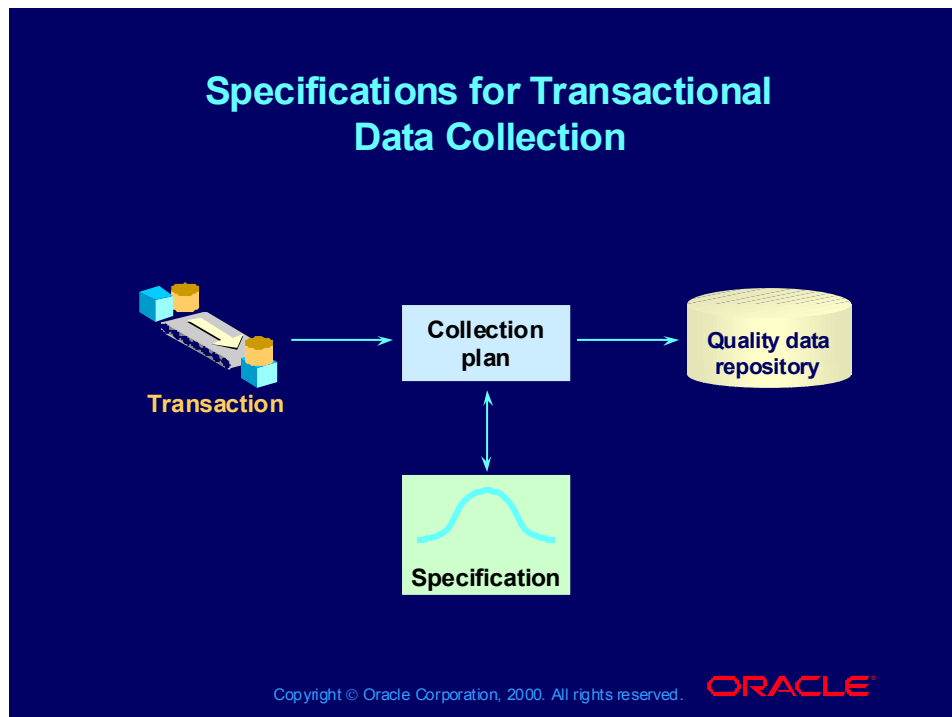 Specifications for Transactional
Data Collection
Transaction
Collection
plan
Quality data
repository
Specification
Copyright © Oracle Corporation, 2000. All rights reserved.
ORACLE®